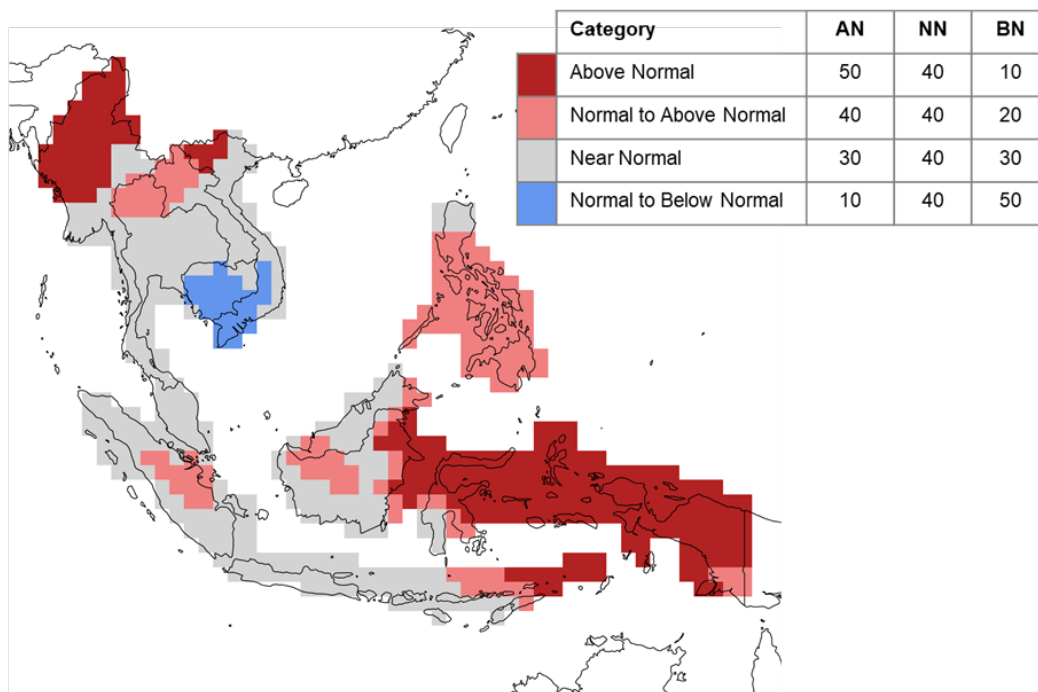 Category AN NN BN
Above Normal 50 40 10
Normal to Above Normal 40 40 20
Near Normal 30 40 30
Normal to Below Normal 10 40 50